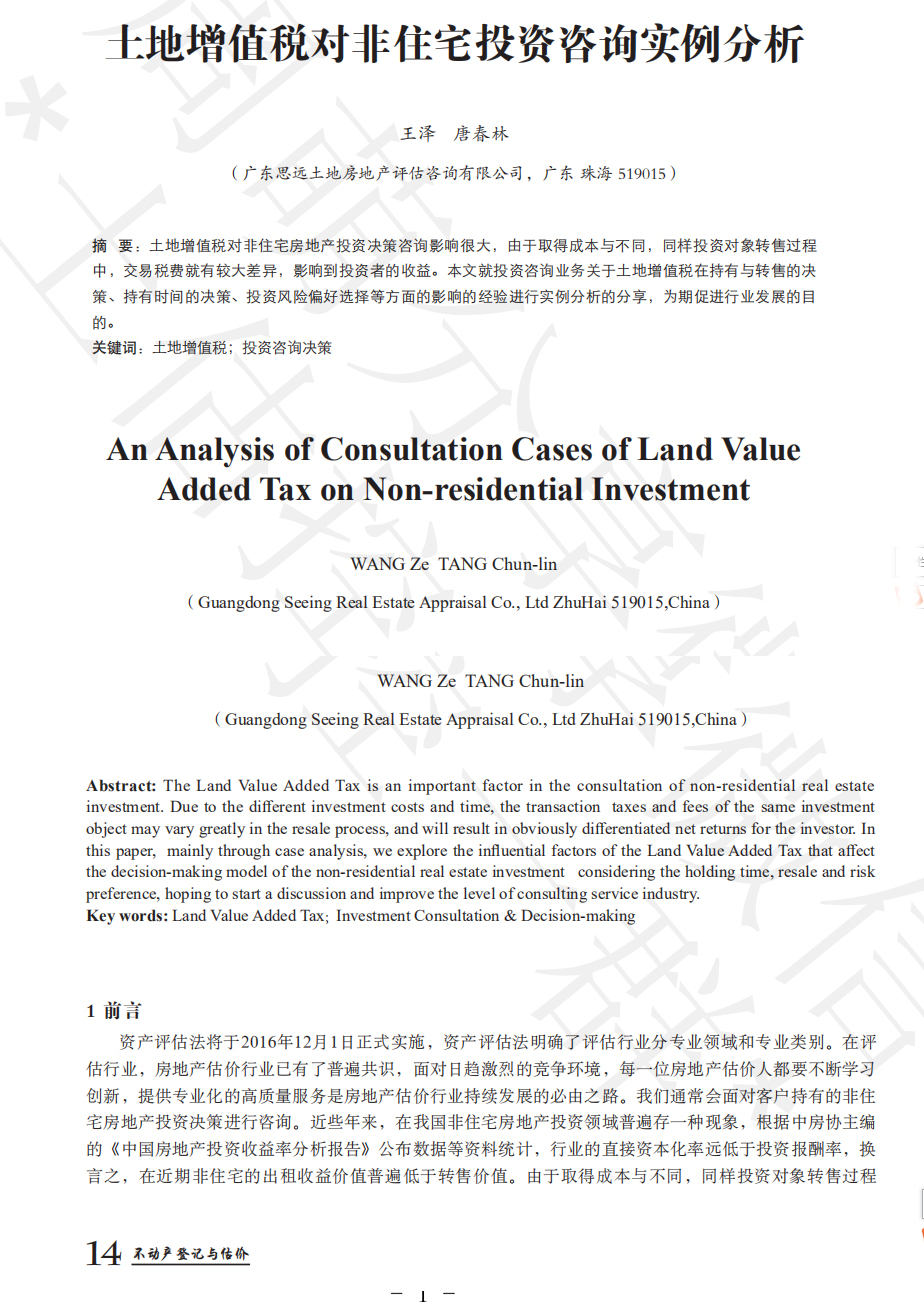 土地增值税对非住宅投资咨询实例分析
王泽 唐春林
（广东思远土地房地产评估咨询有限公司，广东 珠海 519015）
摘 要：土地增值税对非住宅房地产投资决策咨询影响很大，由于取得成本与不同，同样投资对象转售过程
中，交易税费就有较大差异，影响到投资者的收益。本文就投资咨询业务关于土地增值税在持有与转售的决
策、持有时间的决策、投资风险偏好选择等方面的影响的经验进行实例分析的分享，为期促进行业发展的目
的。
关键词：土地增值税；投资咨询决策
An Analysis of Consultation Cases of Land Value
Added Tax on Non-residential Investment
WANG Ze TANG Chun-lin
（Guangdong Seeing Real Estate Appraisal Co., Ltd ZhuHai 519015,China）
WANG Ze TANG Chun-lin
（Guangdong Seeing Real Estate Appraisal Co., Ltd ZhuHai 519015,China）
Abstract: The Land Value Added Tax is an important factor in the consultation of non-residential real estate
investment. Due to the different investment costs and time, the transaction taxes and fees of the same investment
object may vary greatly in the resale process, and will result in obviously differentiated net returns for the investor. In
this paper, mainly through case analysis, we explore the influential factors of the Land Value Added Tax that affect
the decision-making model of the non-residential real estate investment considering the holding time, resale and risk
preference, hoping to start a discussion and improve the level of consulting service industry.
Key words: Land Value Added Tax; Investment Consultation & Decision-making
1 前言
资产评估法将于2016年12月1日正式实施，资产评估法明确了评估行业分专业领域和专业类别。在评
估行业，房地产估价行业已有了普遍共识，面对日趋激烈的竞争环境，每一位房地产估价人都要不断学习
创新，提供专业化的高质量服务是房地产估价行业持续发展的必由之路。我们通常会面对客户持有的非住
宅房地产投资决策进行咨询。近些年来，在我国非住宅房地产投资领域普遍存一种现象，根据中房协主编
的《中国房地产投资收益率分析报告》公布数据等资料统计，行业的直接资本化率远低于投资报酬率，换
言之，在近期非住宅的出租收益价值普遍低于转售价值。由于取得成本与不同，同样投资对象转售过程
14 不动产登记与估价
- 1 -